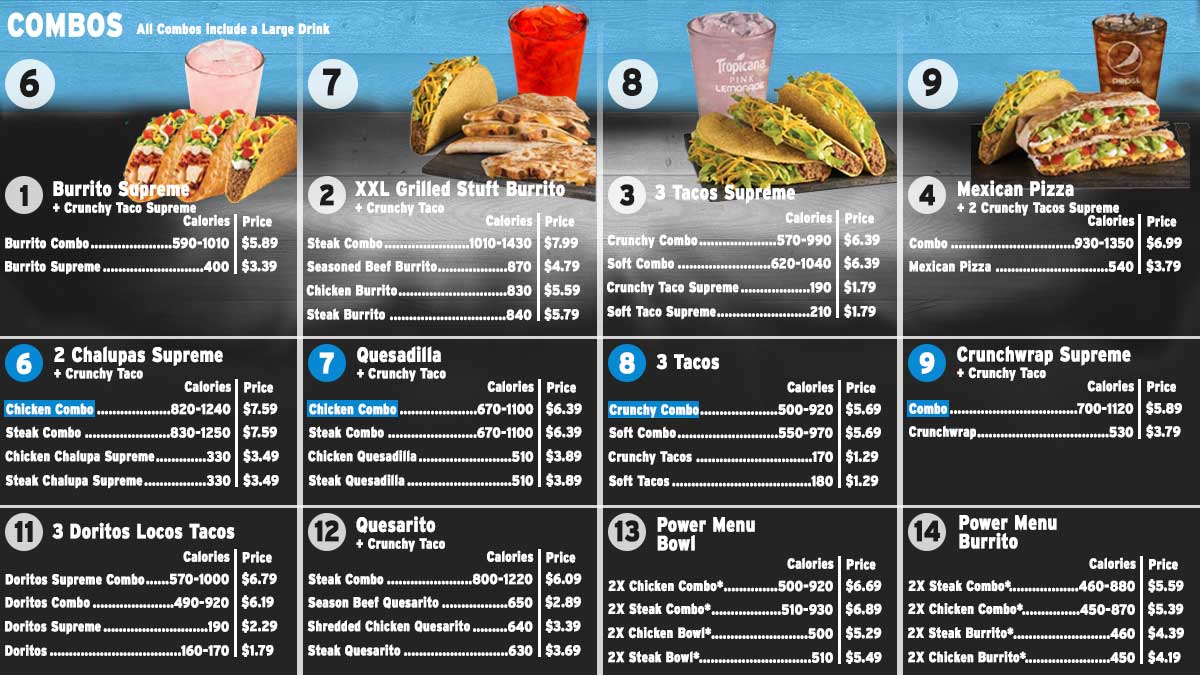 COMBOS All Combos include a Large Drink
6
7
8
9
Tropicana
PINK
LEMONADE
pepsi
1 Burrito Supreme
+ Crunchy Taco Supreme
Calories Price
Burrito Combo 590-1010 $5.89
Burrito Supreme 400 $3.39
2 XXL Grilled Stuft Burrito
+ Crunchy Taco
Calories Price
Steak Combo 1010-1430 $7.99
Seasoned Beef Burrito 870 $4.79
Chicken Burrito 830 $5.59
Steak Burrito 840 $5.79
3 3 Tacos Supreme
Calories Price
Crunchy Combo 570-990 $6.39
Soft Combo 620-1040 $6.39
Crunchy Taco Supreme 190 $1.79
Soft Taco Supreme 210 $1.79
4 Mexican Pizza
+ 2 Crunchy Tacos Supreme
Calories Price
Combo 930-1350 $6.99
Mexican Pizza 540 $3.79
6 2 Chalupas Supreme
+ Crunchy Taco
Calories Price
Chicken Combo 820-1240 $7.59
Steak Combo 830-1250 $7.59
Chicken Chalupa Supreme 330 $3.49
Steak Chalupa Supreme 330 $3.49
7 Quesadilla
+ Crunchy Taco
Calories Price
Chicken Combo 670-1100 $6.39
Steak Combo 670-1100 $6.39
Chicken Quesadilla 510 $3.89
Steak Quesadilla 510 $3.89
8 3 Tacos
Calories Price
Crunchy Combo 500-920 $5.69
Soft Combo 550-970 $5.69
Crunchy Tacos 170 $1.29
Soft Tacos 180 $1.29
9 Crunchwrap Supreme
+ Crunchy Taco
Calories Price
Combo 700-1120 $5.89
Crunchwrap 530 $3.79
11 3 Doritos Locos Tacos
Calories Price
Doritos Supreme Combo 570-1000 $6.79
Doritos Combo 490-920 $6.19
Doritos Supreme 190 $2.29
Doritos 160-170 $1.79
12 Quesarito
+ Crunchy Taco
Calories Price
Steak Combo 800-1220 $6.09
Season Beef Quesarito 650 $2.89
Shredded Chicken Quesarito 640 $3.39
Steak Quesarito 630 $3.69
13 Power Menu
Bowl
Calories Price
2X Chicken Combo* 500-920 $6.69
2X Steak Combo* 510-930 $6.89
2X Chicken Bowl* 500 $5.29
2X Steak Bowl* 510 $5.49
14 Power Menu
Burrito
Calories Price
2X Steak Combo* 460-880 $5.59
2X Chicken Combo* 450-870 $5.39
2X Steak Burrito* 460 $4.39
2X Chicken Burrito* 450 $4.19